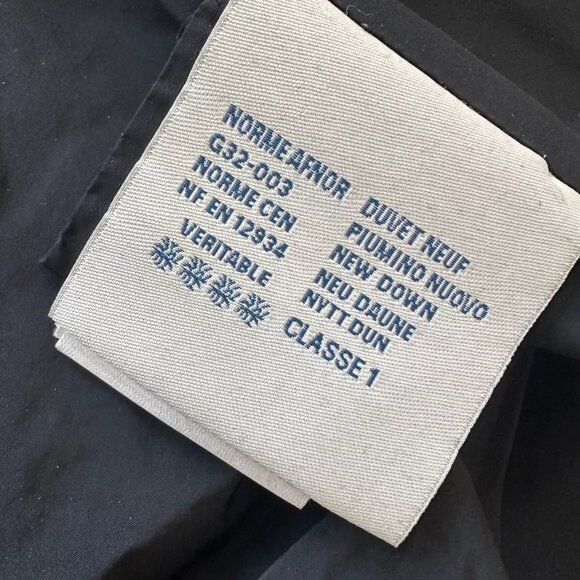 NORME AFNOR
G32-003
NORME CEN
NF EN 12934
VERITABLE
DUVET NEUF
PIUMINO NUOVO
NEW DOWN
NEU DAUNE
NYTT DUN
CLASSE 1